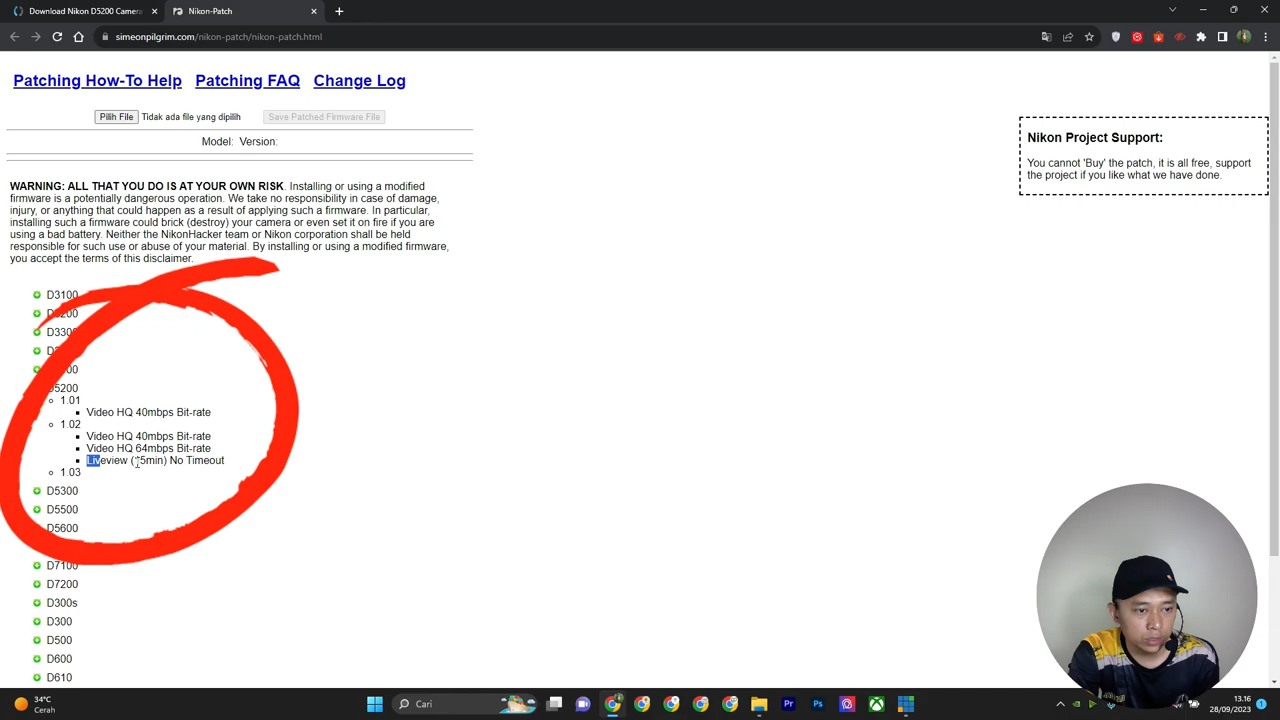 Download Nikon D5200 Camera
Nikon-Patch
simeonpilgrim.com/nikon-patch/nikon-patch.html
Patching How-To Help Patching FAQ Change Log
Pilih File Tidak ada file yang dipilih Save Patched Firmware File
Model: Version:
WARNING: ALL THAT YOU DO IS AT YOUR OWN RISK. Installing or using a modified
firmware is a potentially dangerous operation. We take no responsibility in case of damage,
injury, or anything that could happen as a result of applying such a firmware. In particular,
installing such a firmware could brick (destroy) your camera or even set it on fire if you are
using a bad battery. Neither the NikonHacker team or Nikon corporation shall be held
responsible for such use or abuse of your material. By installing or using a modified firmware,
you accept the terms of this disclaimer.
Nikon Project Support:
You cannot 'Buy' the patch, it is all free, support
the project if you like what we have done.
D3100
D3200
D3300
D5200
1.01
Video HQ 40mbps Bit-rate
1.02
Video HQ 40mbps Bit-rate
Video HQ 64mbps Bit-rate
Liveview (15min) No Timeout
1.03
D5300
D5500
D5600
D7100
D7200
D300s
D300
D500
D600
D610
34°C
Cerah
Cari
13.16
28/09/2023